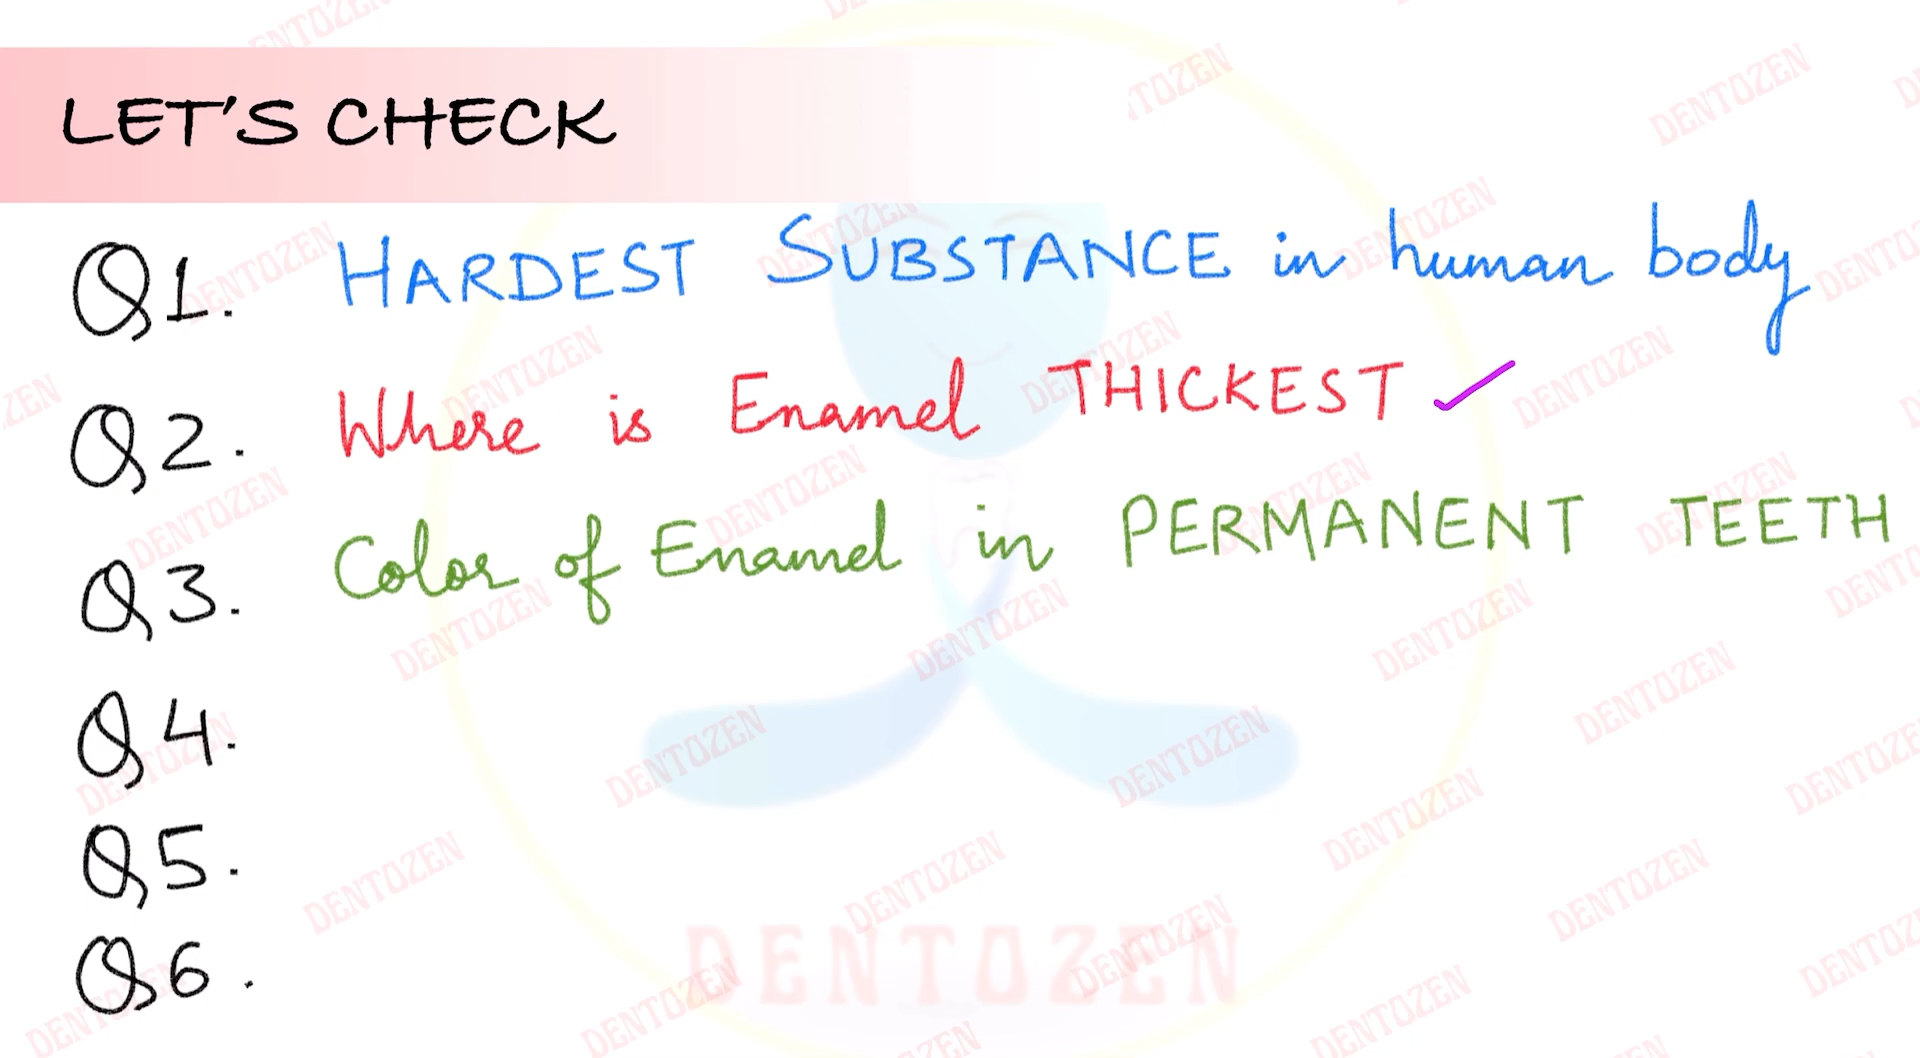 LET'S CHECK
Q1. HARDEST SUBSTANCE in human body
Q2. Where is Enamel THICKEST ✓
Q3. Color of Enamel in PERMANENT TEETH
Q4.
Q5.
Q6.
DENTOZEN